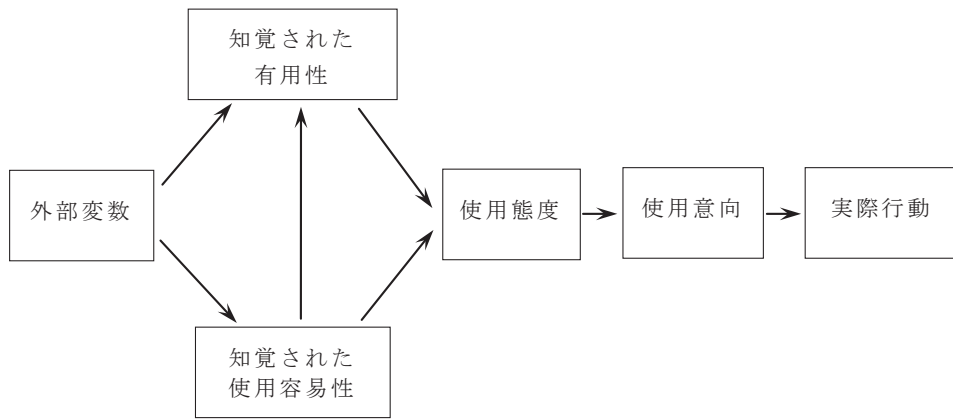 知覚された
有用性
外部変数
使用態度
使用意向
実際行動
知覚された
使用容易性